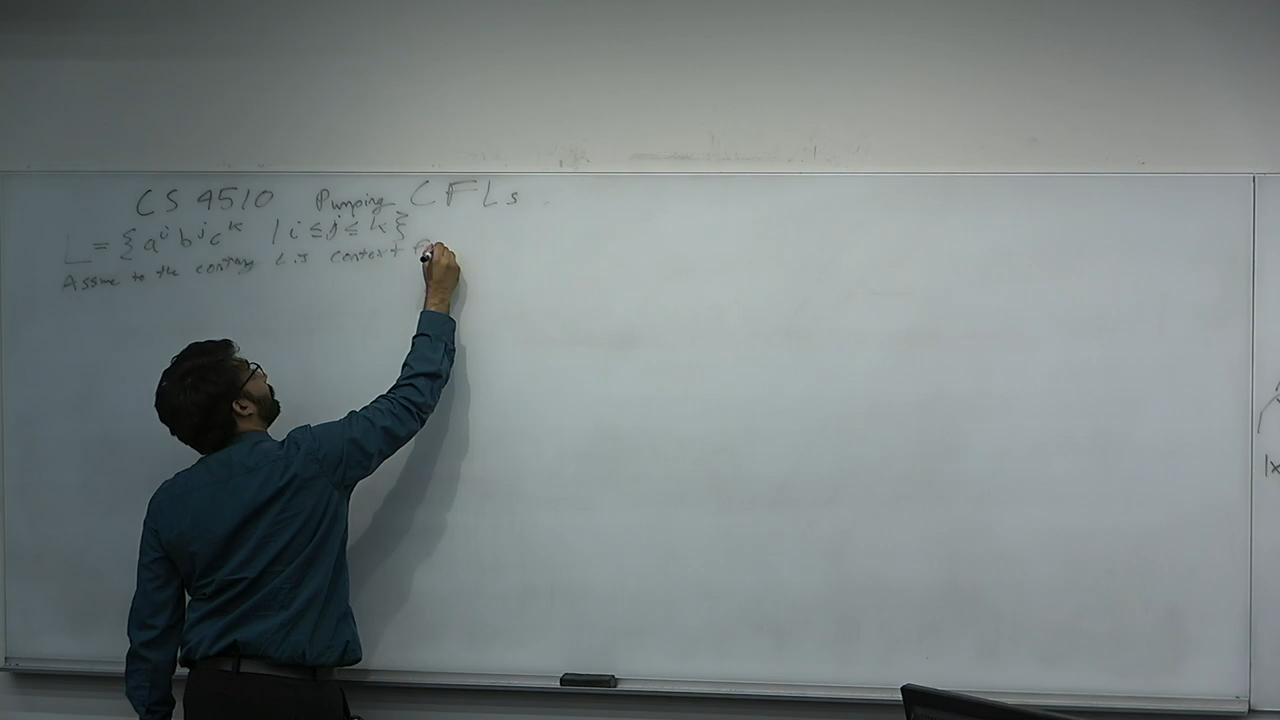 CS 4510 Pumping CFLs
L = {a^i b^j c^k | i ≤ j ≤ k}
Assume to the contrary L is context
|x